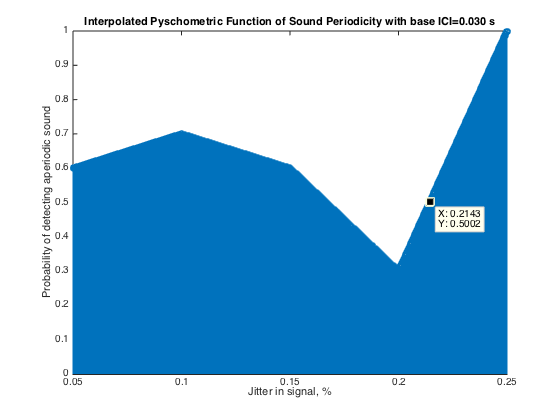 Interpolated Pyschometric Function of Sound Periodicity with base ICI=0.030 s
Probability of detecting aperiodic sound
1
0.9
0.8
0.7
0.6
0.5
0.4
0.3
0.2
0.1
0
X: 0.2143
Y: 0.5002
0.05 0.1 0.15 0.2 0.25
Jitter in signal, %